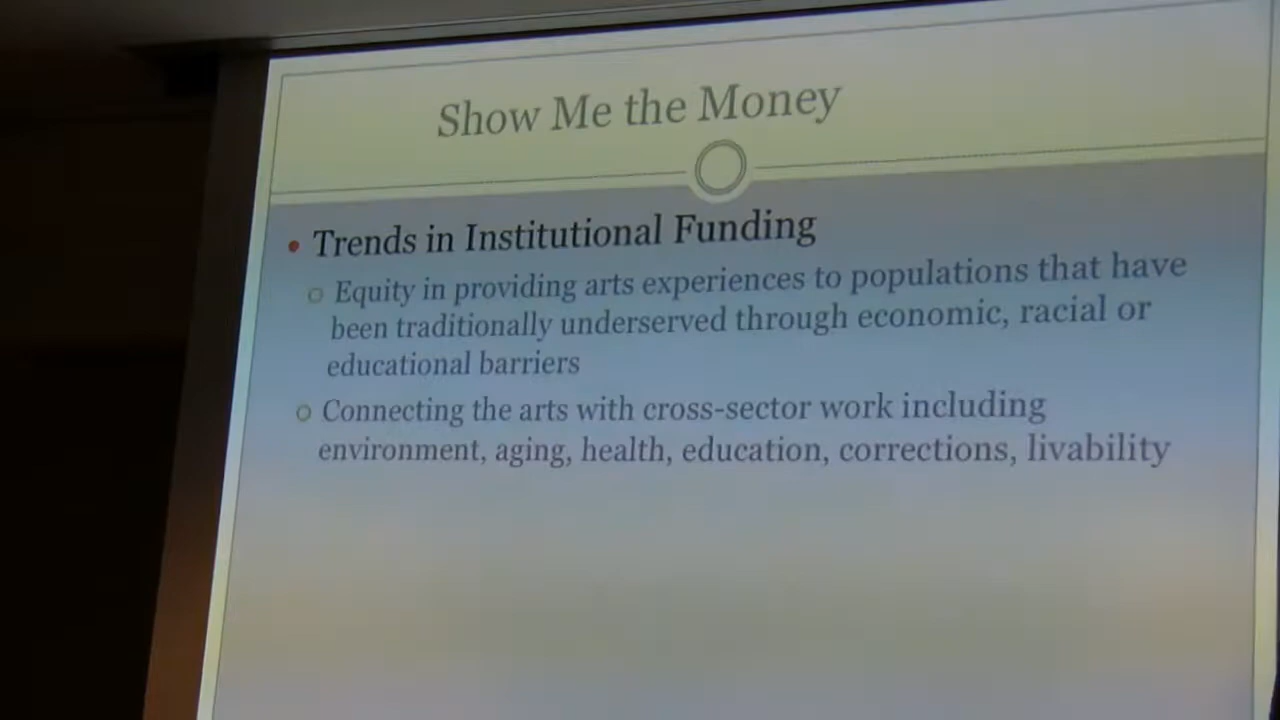 Show Me the Money
Trends in Institutional Funding
Equity in providing arts experiences to populations that have
been traditionally underserved through economic, racial or
educational barriers
Connecting the arts with cross-sector work including
environment, aging, health, education, corrections, livability